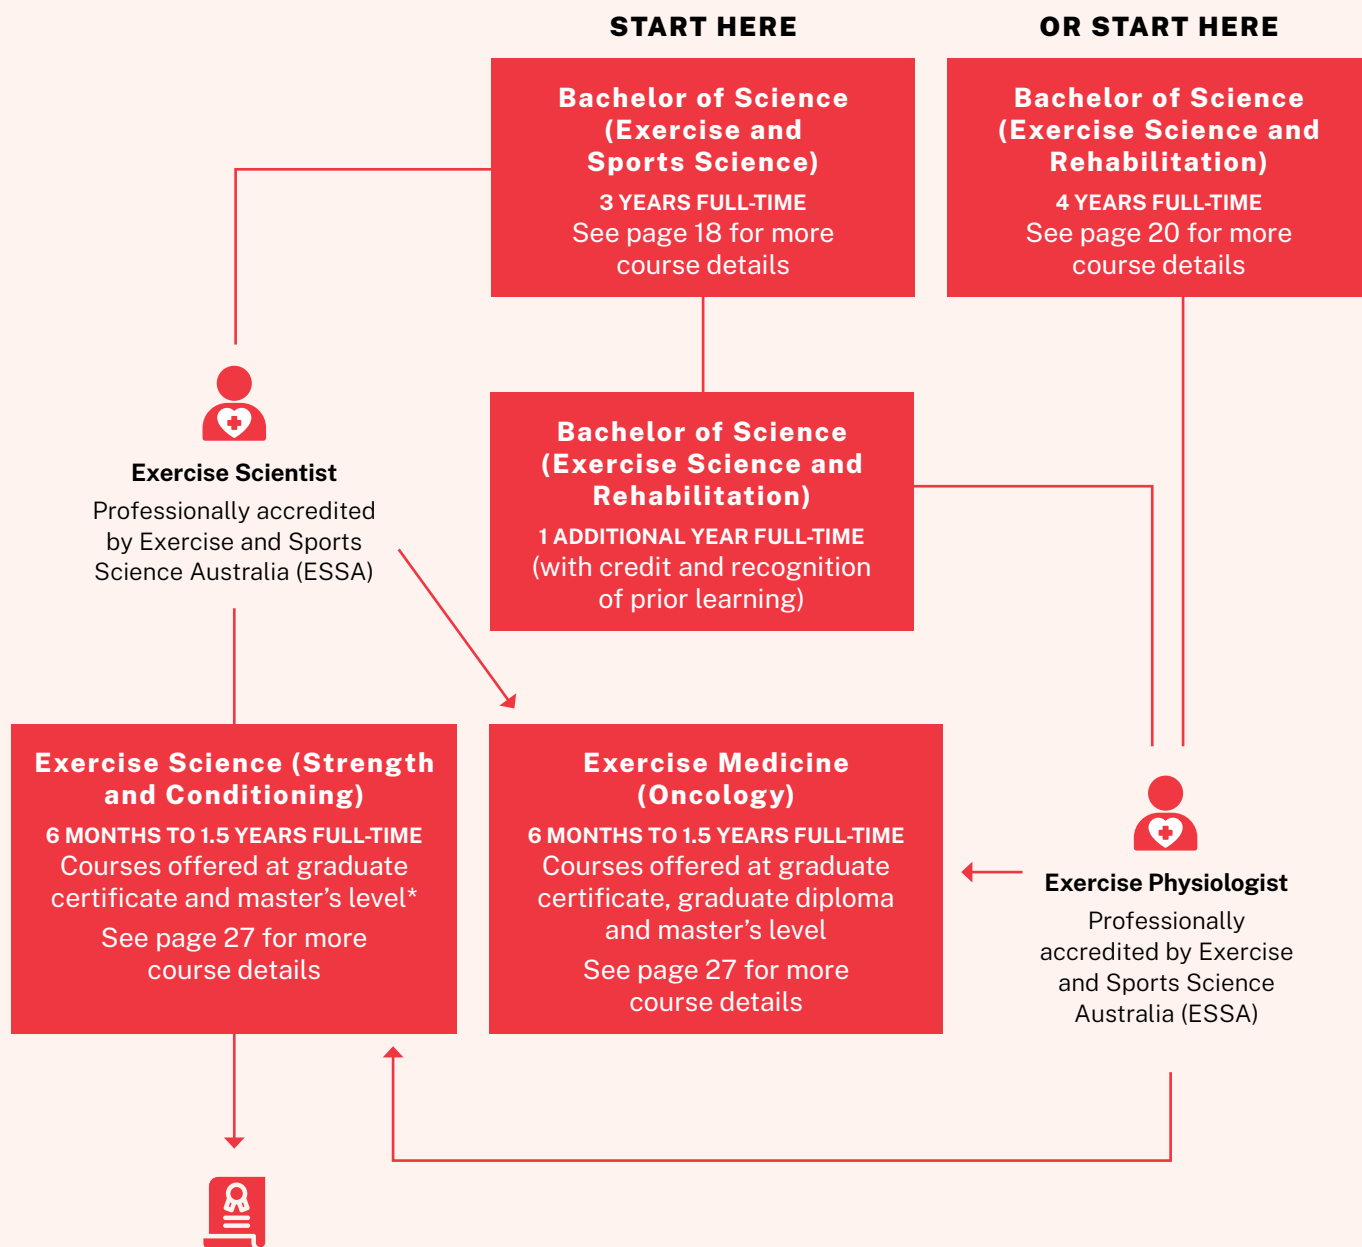 START HERE
OR START HERE
Bachelor of Science
(Exercise and
Sports Science)
3 YEARS FULL-TIME
See page 18 for more
course details
Bachelor of Science
(Exercise Science and
Rehabilitation)
4 YEARS FULL-TIME
See page 20 for more
course details
Exercise Scientist
Professionally accredited
by Exercise and Sports
Science Australia (ESSA)
Bachelor of Science
(Exercise Science and
Rehabilitation)
1 ADDITIONAL YEAR FULL-TIME
(with credit and recognition
of prior learning)
Exercise Science (Strength
and Conditioning)
6 MONTHS TO 1.5 YEARS FULL-TIME
Courses offered at graduate
certificate and master’s level*
See page 27 for more
course details
Exercise Medicine
(Oncology)
6 MONTHS TO 1.5 YEARS FULL-TIME
Courses offered at graduate
certificate, graduate diploma
and master’s level
See page 27 for more
course details
Exercise Physiologist
Professionally
accredited by Exercise
and Sports Science
Australia (ESSA)